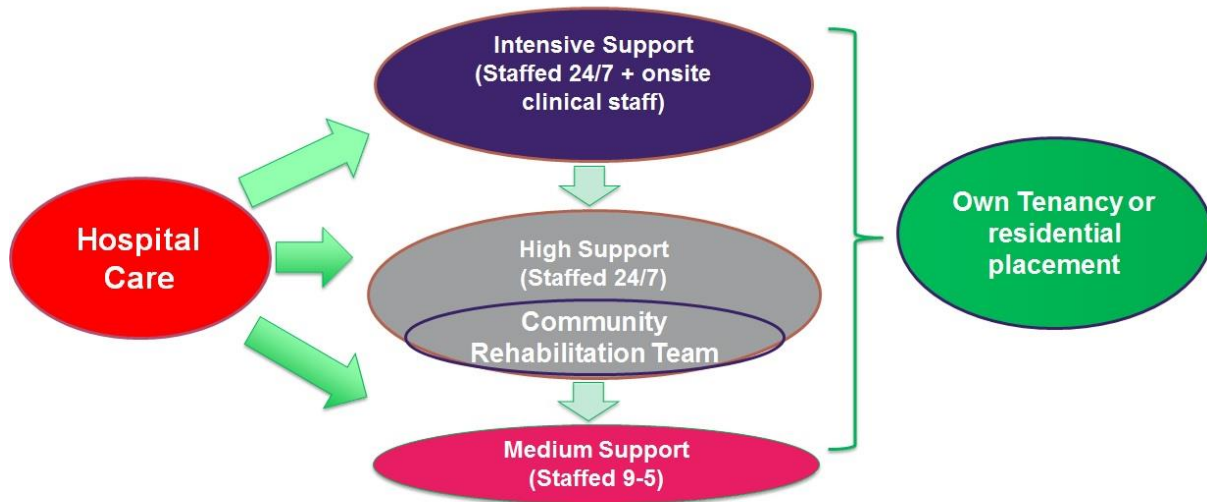 Intensive Support
(Staffed 24/7 + onsite
clinical staff)
Hospital
Care
High Support
(Staffed 24/7)
Community
Rehabilitation Team
Medium Support
(Staffed 9-5)
Own Tenancy or
residential
placement